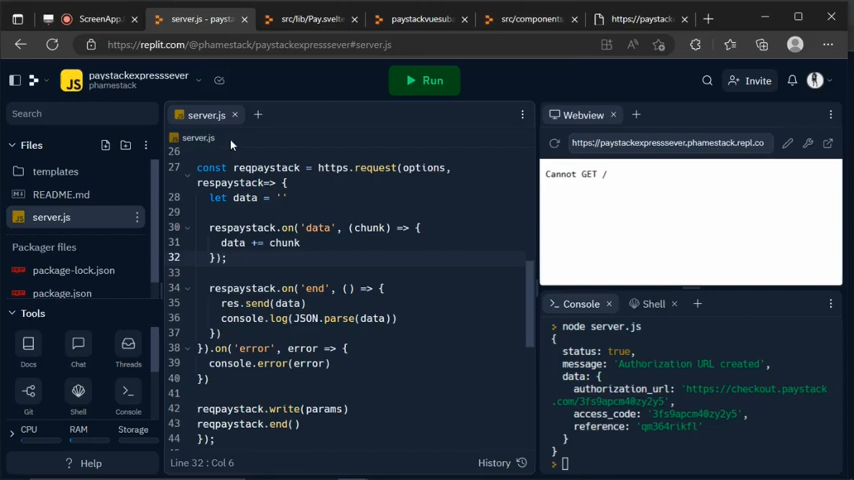 ScreenApp.
server.js - paystac
src/lib/Pay.svelte
paystackvuesuba
src/components
https://paystack
https://replit.com/@phamestack/paystackexpresssever#server.js
paystackexpresssever
phamestack
Run
Invite
Search
Files
templates
README.md
server.js
Packager files
package-lock.json
package.json
Tools
Docs
Chat
Threads
Git
Shell
Console
CPU
RAM
Storage
? Help
server.js
server.js
26
27 const reqpaystack = https.request(options,
respaystack=> {
28 let data = ''
29
30 respaystack.on('data', (chunk) => {
31 data += chunk
32 });
33
34 respaystack.on('end', () => {
35 res.send(data)
36 console.log(JSON.parse(data))
37 })
38 }).on('error', error => {
39 console.error(error)
40 })
41
42 reqpaystack.write(params)
43 reqpaystack.end()
44 });
Line 32 : Col 6
History
Webview
https://paystackexpresssever.phamestack.repl.co
Cannot GET /
Console
Shell
> node server.js
{
status: true,
message: 'Authorization URL created',
data: {
authorization_url: 'https://checkout.paystack
.com/3fs9apcm40zy2y5',
access_code: '3fs9apcm40zy2y5',
reference: 'qm364rikfl'
}
}
>